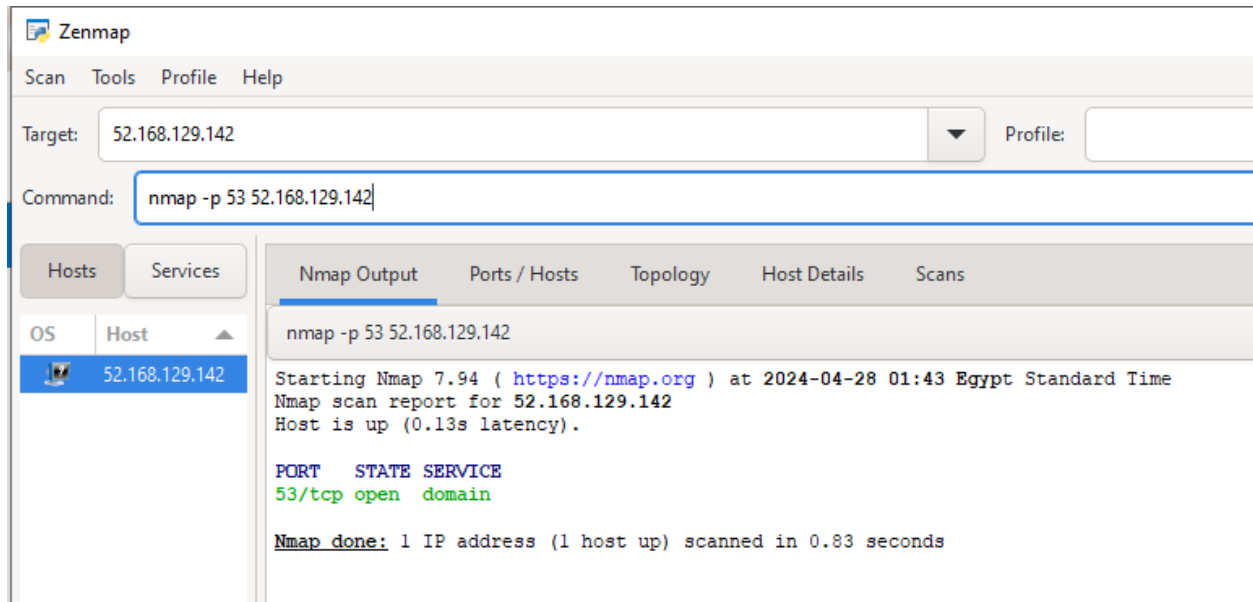 Zenmap
Scan Tools Profile Help
Target: 52.168.129.142 Profile:
Command: nmap -p 53 52.168.129.142
Hosts Services
Nmap Output Ports / Hosts Topology Host Details Scans
OS Host
52.168.129.142
nmap -p 53 52.168.129.142
Starting Nmap 7.94 ( https://nmap.org ) at 2024-04-28 01:43 Egypt Standard Time
Nmap scan report for 52.168.129.142
Host is up (0.13s latency).
PORT STATE SERVICE
53/tcp open domain
Nmap done: 1 IP address (1 host up) scanned in 0.83 seconds